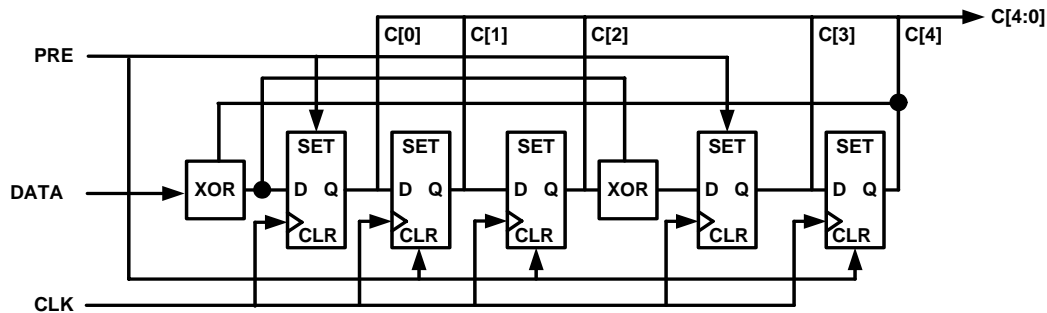 C[4:0]
C[0] C[1] C[2] C[3] C[4]
PRE
SET SET SET SET SET
DATA XOR D Q D Q D Q XOR D Q D Q
CLR CLR CLR CLR CLR
CLK